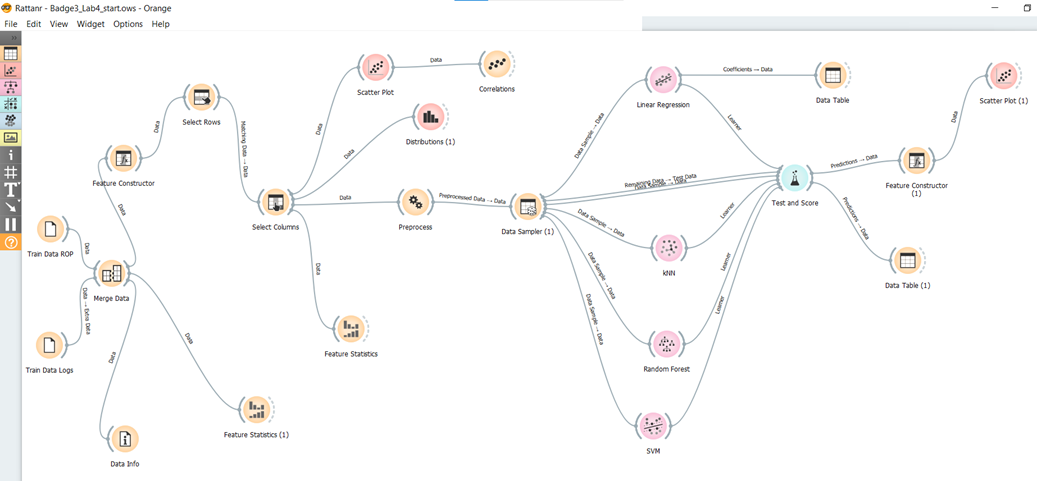 Rattanr - Badge3_Lab4_start.ows - Orange
File Edit View Widget Options Help
Train Data ROP
Train Data Logs
Data
Data → Extra Data
Merge Data
Data
Feature Constructor
Data
Select Rows
Matching Data → Data
Data
Data Info
Data
Feature Statistics (1)
Select Columns
Data
Scatter Plot
Data
Correlations
Data
Distributions (1)
Data
Preprocess
Data
Feature Statistics
Preprocessed Data → Data
Data Sampler (1)
Data Sample → Data
Linear Regression
Coefficients → Data
Data Table
Learner
Remaining Data → Test Data
Data Sample → Data
Data Sample → Data
kNN
Learner
Data Sample → Data
Random Forest
Learner
Data Sample → Data
SVM
Learner
Test and Score
Predictions → Data
Feature Constructor
(1)
Data
Scatter Plot (1)
Predictions → Data
Data Table (1)